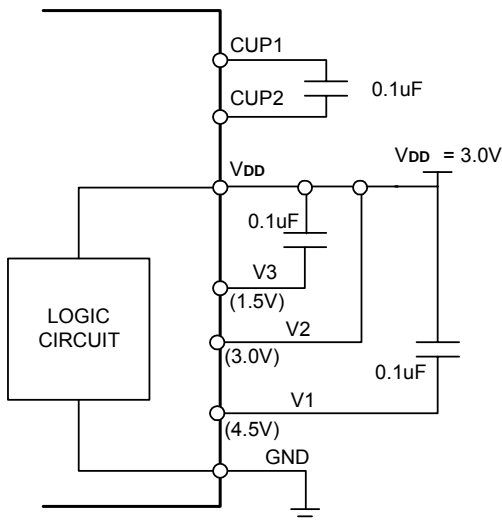 CUP1
0.1uF
CUP2
VDD
VDD = 3.0V
0.1uF
V3
(1.5V)
LOGIC
CIRCUIT
V2
(3.0V)
0.1uF
V1
(4.5V)
GND